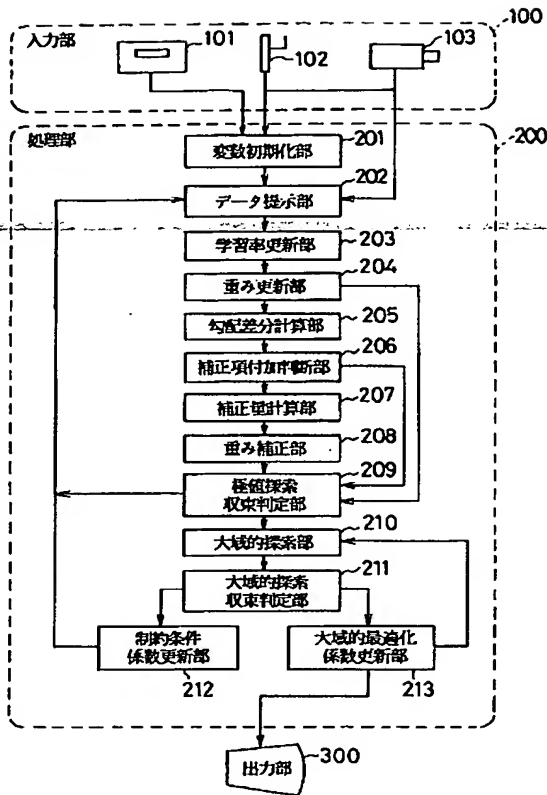 100
入力部
101
102
103
処理部
200
変数初期化部
201
データ提示部
202
学習率更新部
203
重み更新部
204
勾配差分計算部
205
補正項付加判断部
206
補正量計算部
207
重み補正部
208
極値探索
収束判定部
209
大域的探索部
210
大域的探索
収束判定部
211
制約条件
係数更新部
212
大域的最適化
係数更新部
213
出力部
300